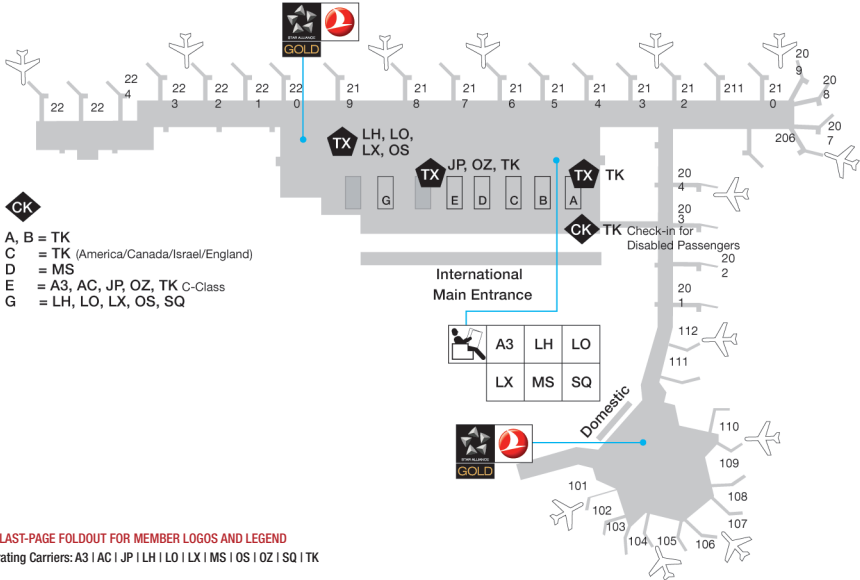 STAR ALLIANCE
GOLD
20
9
22
4
22
22
22
3
22
2
22
1
22
0
21
9
21
8
21
7
21
6
21
5
21
4
21
3
21
2
211
21
0
20
8
20
7
206
TX LH, LO,
LX, OS
TX JP, OZ, TK
TX TK
G E D C B A
20
4
20
3
20
2
20
1
CK TK Check-in for
Disabled Passengers
CK
A, B = TK
C = TK (America/Canada/Israel/England)
D = MS
E = A3, AC, JP, OZ, TK C-Class
G = LH, LO, LX, OS, SQ
International
Main Entrance
A3 LH LO
LX MS SQ
112
111
Domestic
STAR ALLIANCE
GOLD
110
109
108
107
106
105
104
103
102
101
LAST-PAGE FOLDOUT FOR MEMBER LOGOS AND LEGEND
rating Carriers: A3 | AC | JP | LH | LO | LX | MS | OS | OZ | SQ | TK